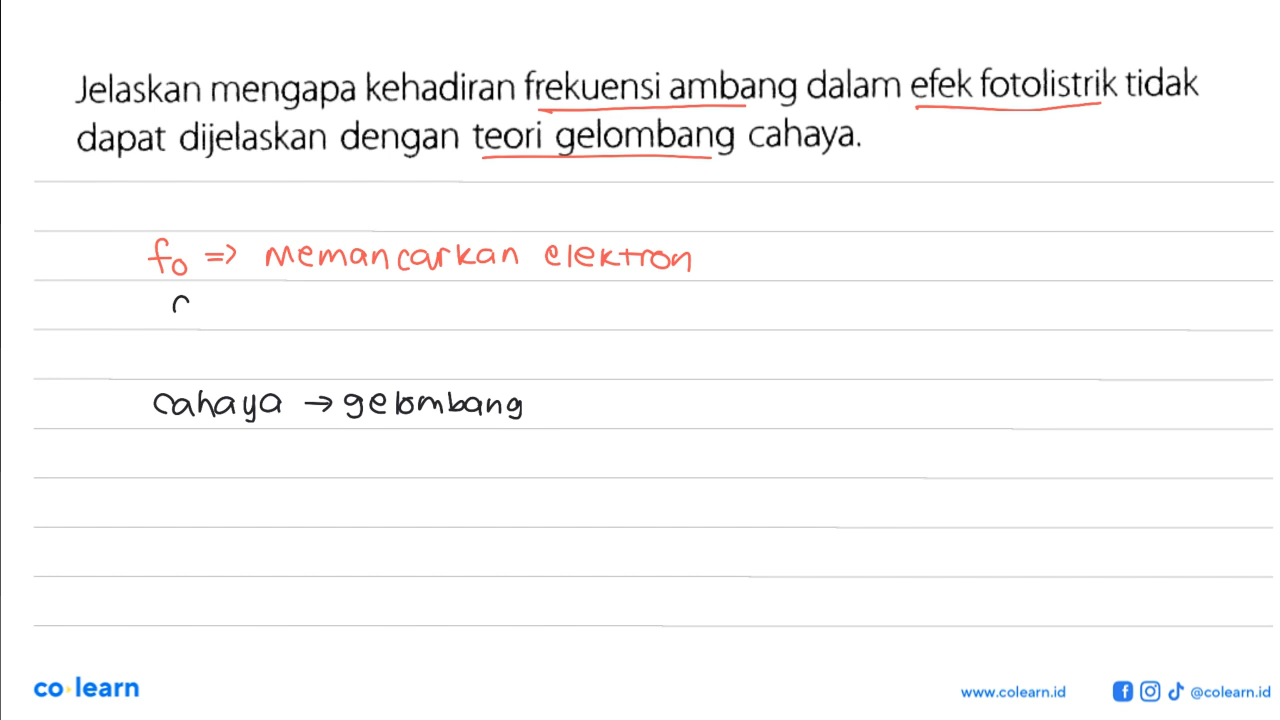 Jelaskan mengapa kehadiran frekuensi ambang dalam efek fotolistrik tidak
dapat dijelaskan dengan teori gelombang cahaya.
f₀ => memancarkan elektron
cahaya → gelombang
co learn
www.colearn.id
@colearn.id